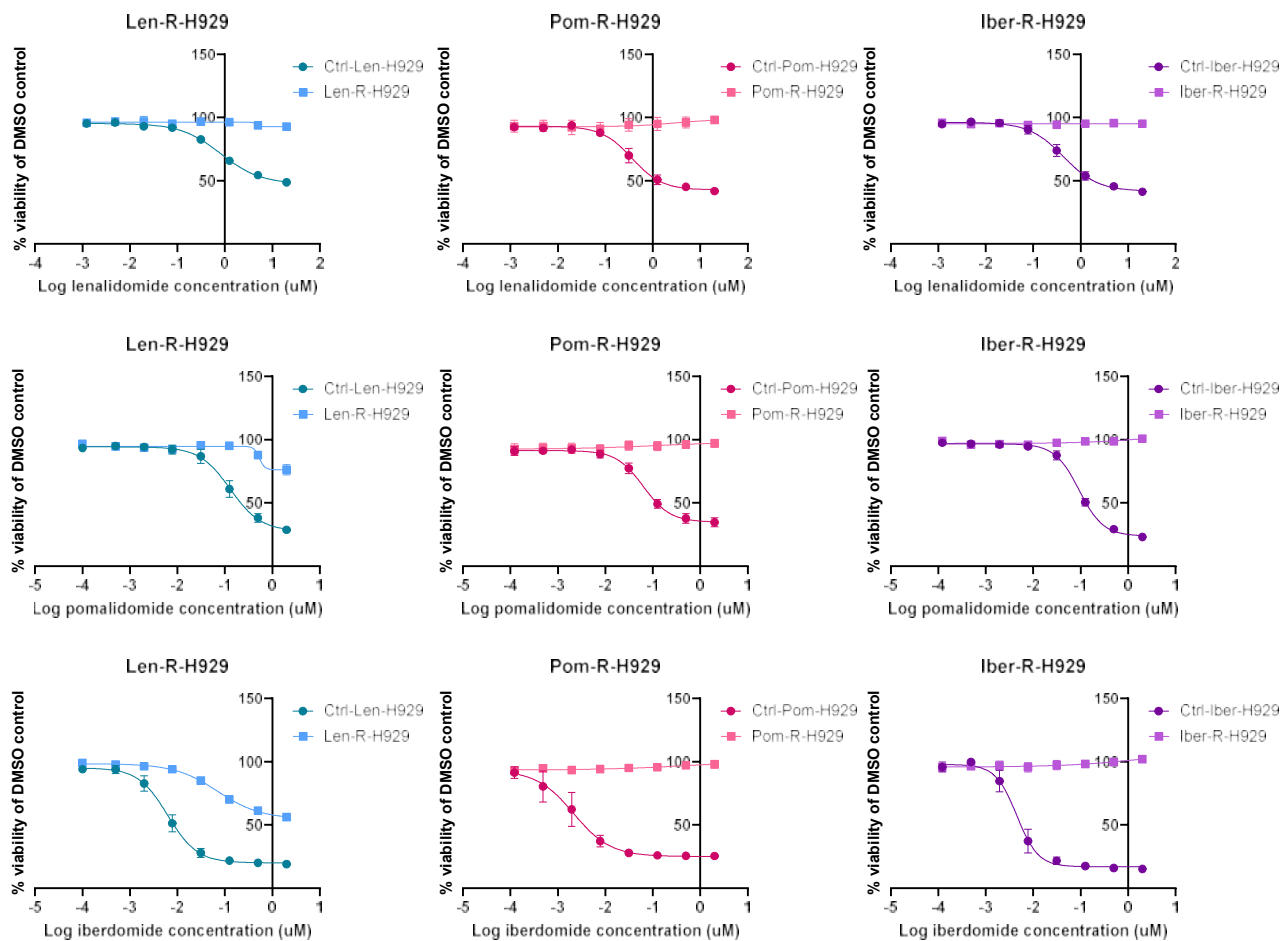 Len-R-H929
% viability of DMSO control
150
100
50
-4 -3 -2 -1 0 1 2
Log lenalidomide concentration (uM)
Ctrl-Len-H929
Len-R-H929
Pom-R-H929
% viability of DMSO control
150
100
50
-4 -3 -2 -1 0 1 2
Log lenalidomide concentration (uM)
Ctrl-Pom-H929
Pom-R-H929
Iber-R-H929
% viability of DMSO control
150
100
50
-4 -3 -2 -1 0 1 2
Log lenalidomide concentration (uM)
Ctrl-Iber-H929
Iber-R-H929
Len-R-H929
% viability of DMSO control
150
100
50
-5 -4 -3 -2 -1 0 1
Log pomalidomide concentration (uM)
Ctrl-Len-H929
Len-R-H929
Pom-R-H929
% viability of DMSO control
150
100
50
-5 -4 -3 -2 -1 0 1
Log pomalidomide concentration (uM)
Ctrl-Pom-H929
Pom-R-H929
Iber-R-H929
% viability of DMSO control
150
100
50
-5 -4 -3 -2 -1 0 1
Log pomalidomide concentration (uM)
Ctrl-Iber-H929
Iber-R-H929
Len-R-H929
% viability of DMSO control
150
100
50
-5 -4 -3 -2 -1 0 1
Log iberdomide concentration (uM)
Ctrl-Len-H929
Len-R-H929
Pom-R-H929
% viability of DMSO control
150
100
50
-5 -4 -3 -2 -1 0 1
Log iberdomide concentration (uM)
Ctrl-Pom-H929
Pom-R-H929
Iber-R-H929
% viability of DMSO control
150
100
50
-5 -4 -3 -2 -1 0 1
Log iberdomide concentration (uM)
Ctrl-Iber-H929
Iber-R-H929